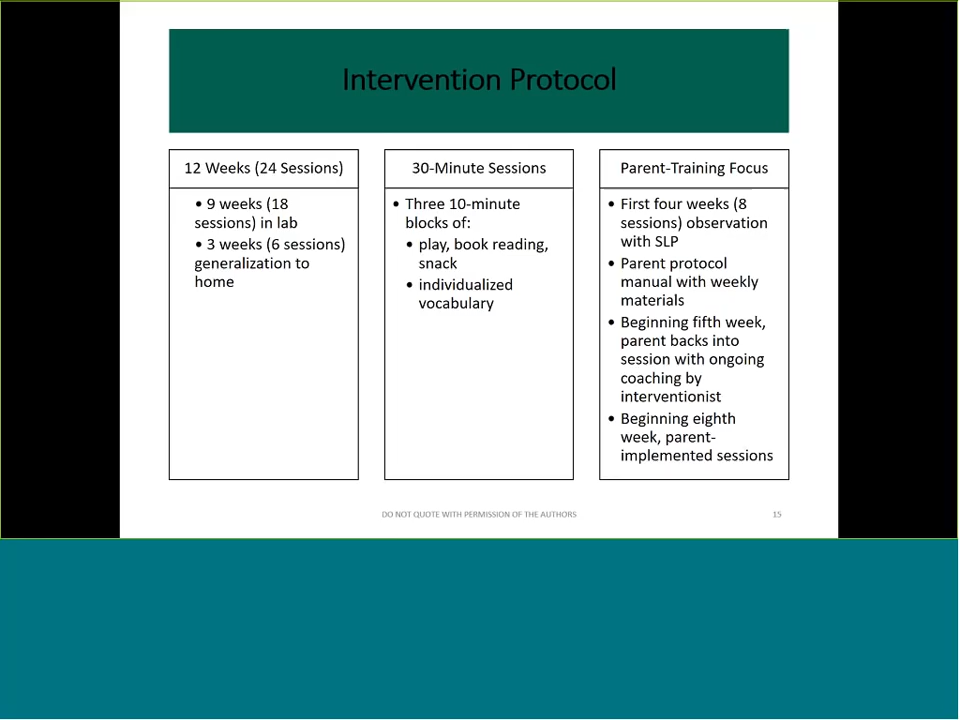 Intervention Protocol
12 Weeks (24 Sessions)
• 9 weeks (18
sessions) in lab
• 3 weeks (6 sessions)
generalization to
home
30-Minute Sessions
• Three 10-minute
blocks of:
• play, book reading,
snack
• individualized
vocabulary
Parent-Training Focus
• First four weeks (8
sessions) observation
with SLP
• Parent protocol
manual with weekly
materials
• Beginning fifth week,
parent backs into
session with ongoing
coaching by
interventionist
• Beginning eighth
week, parent-
implemented sessions
DO NOT QUOTE WITH PERMISSION OF THE AUTHORS
15